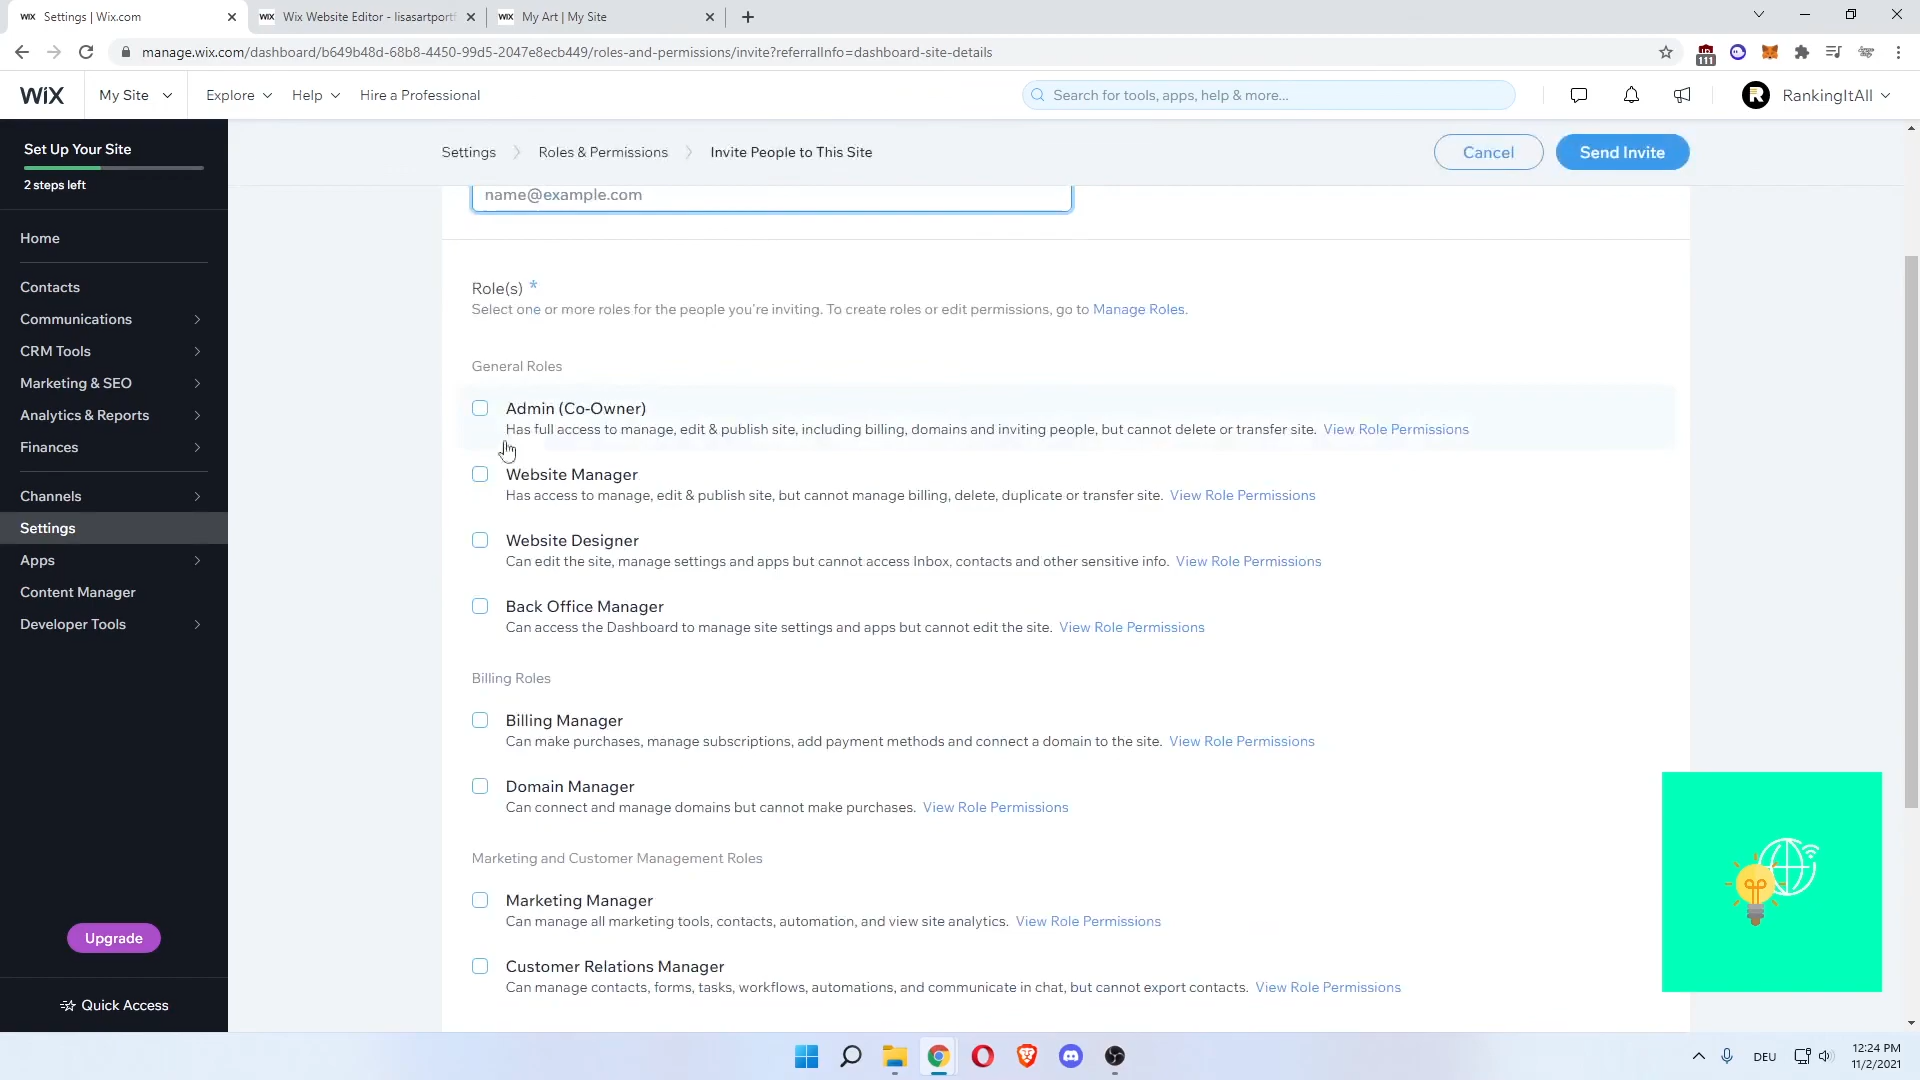 WIX Settings | Wix.com
WIX Wix Website Editor - lisasartportf
WIX My Art | My Site
manage.wix.com/dashboard/b649b48d-68b8-4450-99d5-2047e8ecb449/roles-and-permissions/invite?referralInfo=dashboard-site-details
111
WIX
My Site
Explore
Help
Hire a Professional
Search for tools, apps, help & more...
R
RankingItAll
Set Up Your Site
2 steps left
Home
Contacts
Communications
CRM Tools
Marketing & SEO
Analytics & Reports
Finances
Channels
Settings
Apps
Content Manager
Developer Tools
Upgrade
Quick Access
Settings
Roles & Permissions
Invite People to This Site
Cancel
Send Invite
name@example.com
Role(s) *
Select one or more roles for the people you're inviting. To create roles or edit permissions, go to Manage Roles.
General Roles
Admin (Co-Owner)
Has full access to manage, edit & publish site, including billing, domains and inviting people, but cannot delete or transfer site. View Role Permissions
Website Manager
Has access to manage, edit & publish site, but cannot manage billing, delete, duplicate or transfer site. View Role Permissions
Website Designer
Can edit the site, manage settings and apps but cannot access Inbox, contacts and other sensitive info. View Role Permissions
Back Office Manager
Can access the Dashboard to manage site settings and apps but cannot edit the site. View Role Permissions
Billing Roles
Billing Manager
Can make purchases, manage subscriptions, add payment methods and connect a domain to the site. View Role Permissions
Domain Manager
Can connect and manage domains but cannot make purchases. View Role Permissions
Marketing and Customer Management Roles
Marketing Manager
Can manage all marketing tools, contacts, automation, and view site analytics. View Role Permissions
Customer Relations Manager
Can manage contacts, forms, tasks, workflows, automations, and communicate in chat, but cannot export contacts. View Role Permissions
DEU
12:24 PM
11/2/2021